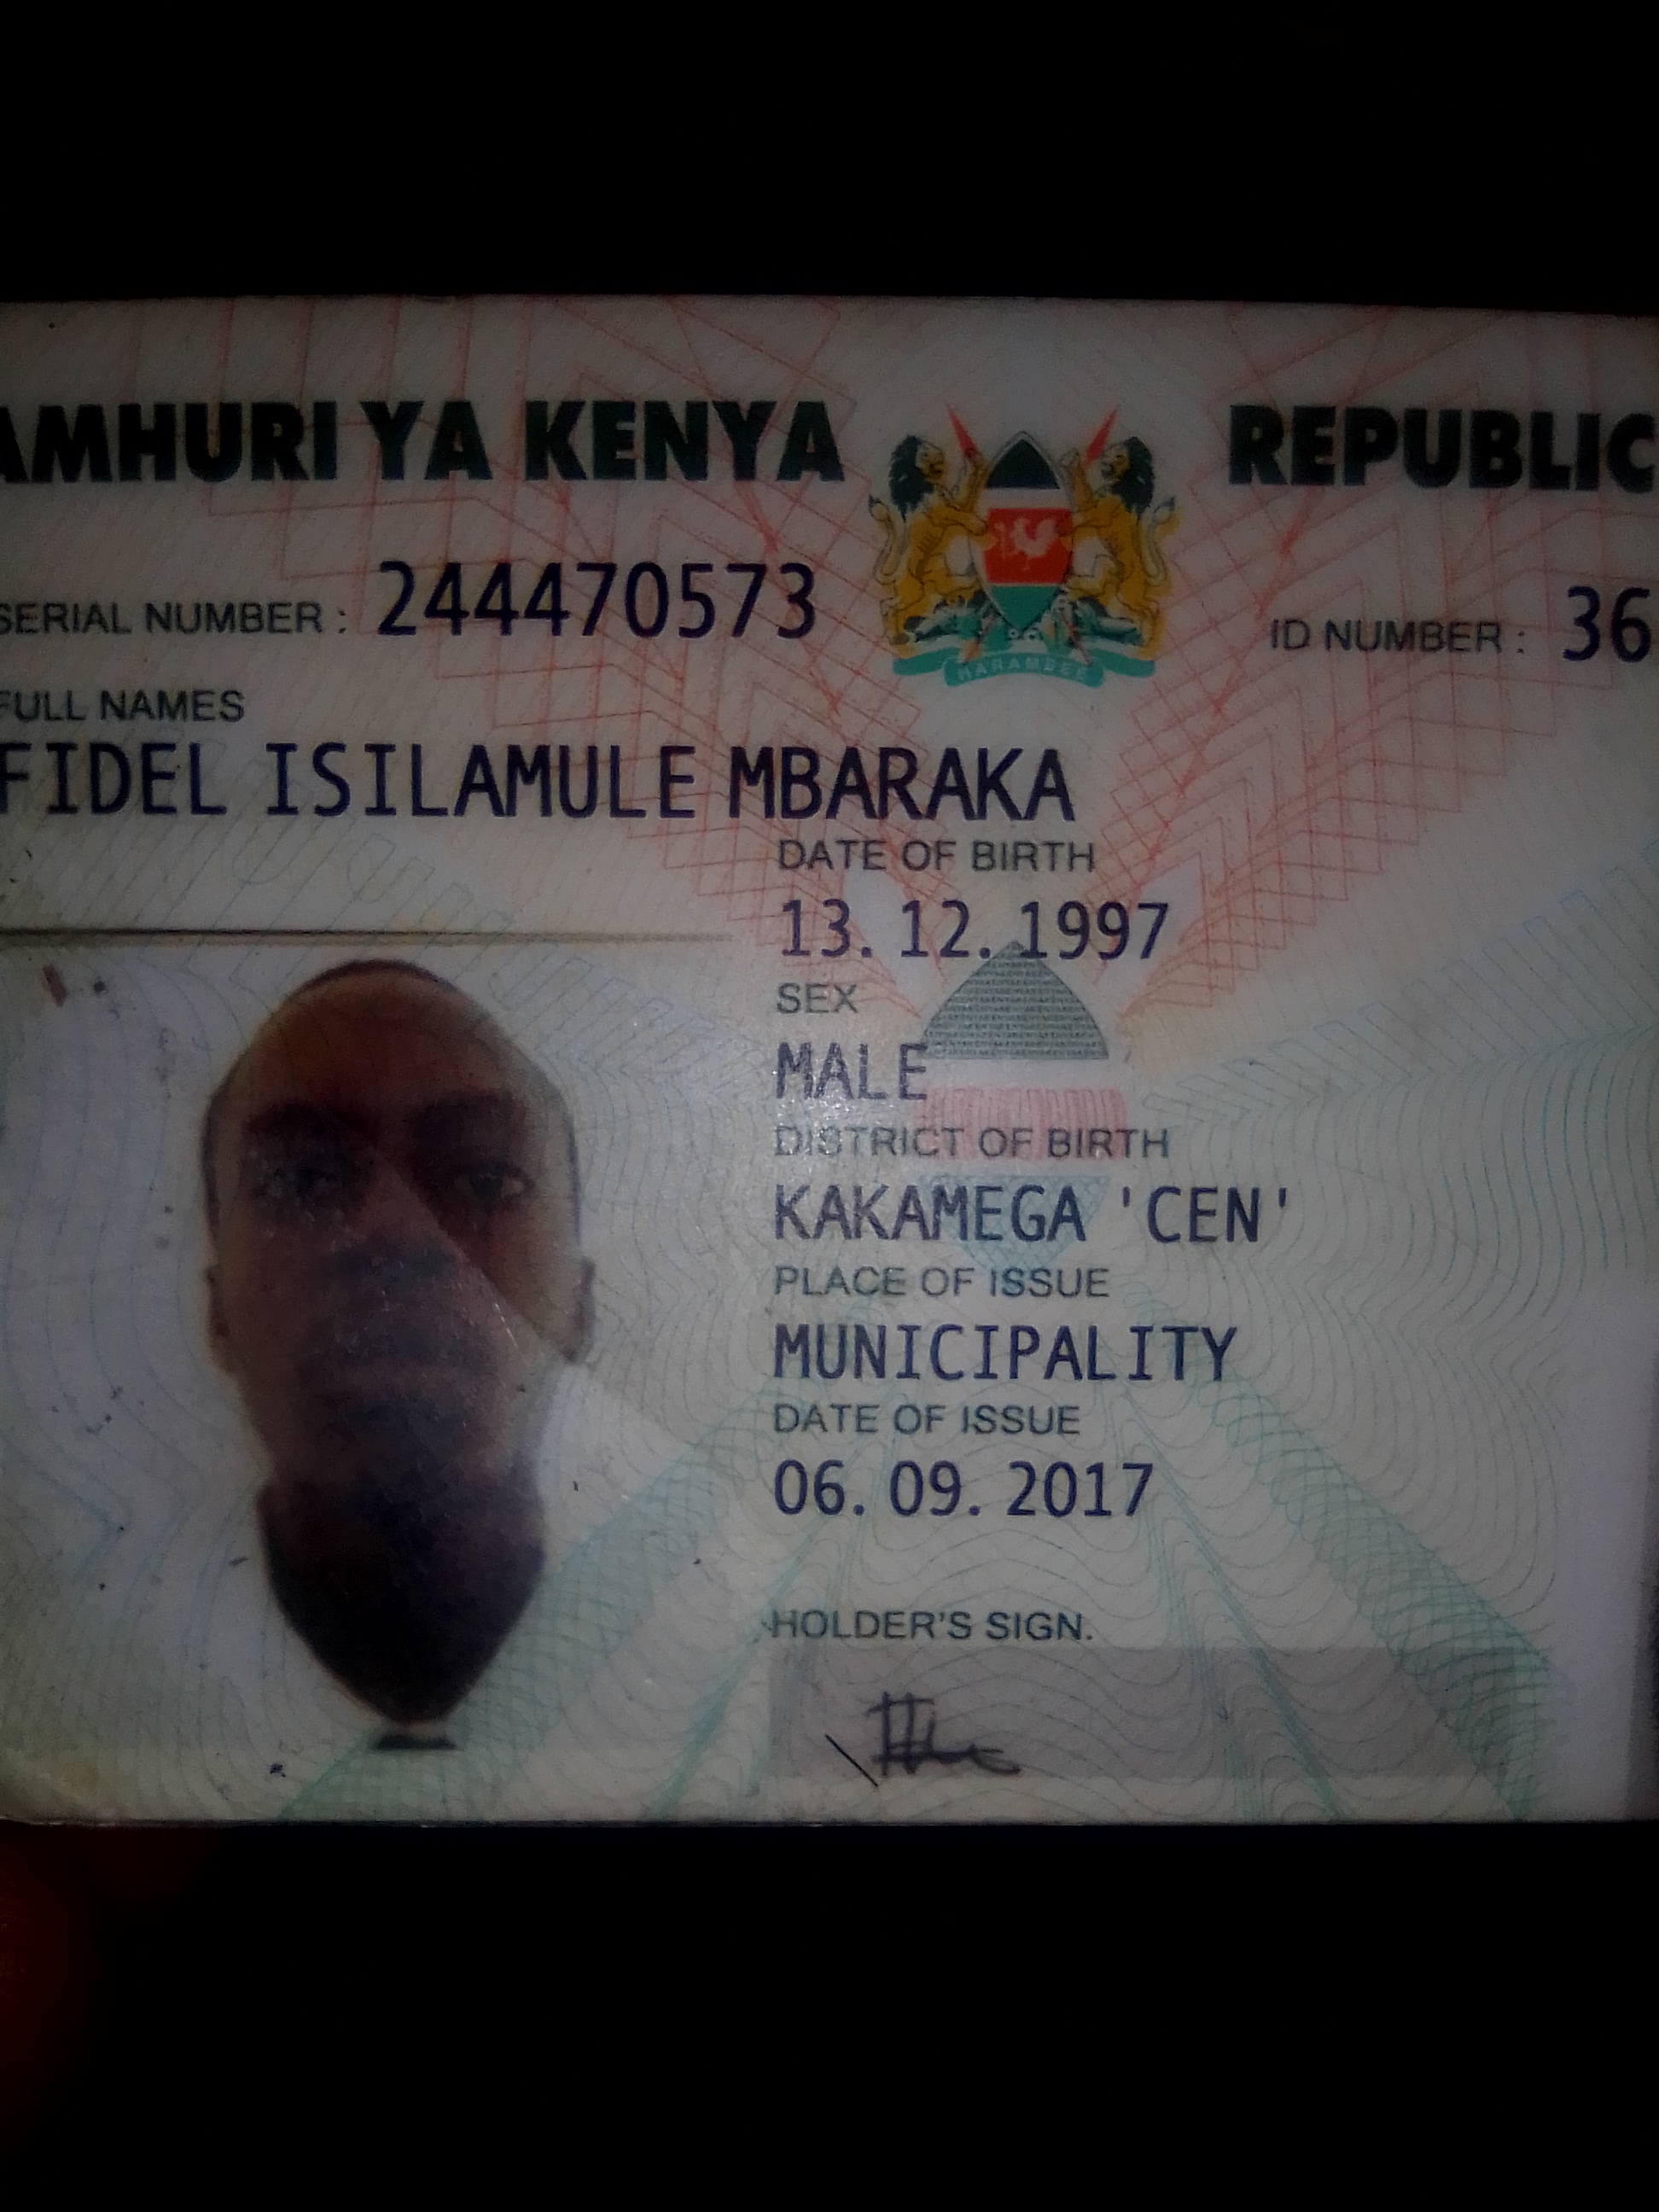 AMHURI YA KENYA REPUBLIC
SERIAL NUMBER : 244470573 ID NUMBER : 36
FULL NAMES
FIDEL ISILAMULE MBARAKA
DATE OF BIRTH
13. 12. 1997
SEX
MALE
DISTRICT OF BIRTH
KAKAMEGA 'CEN'
PLACE OF ISSUE
MUNICIPALITY
DATE OF ISSUE
06. 09. 2017
HOLDER'S SIGN.
HARAMBEE